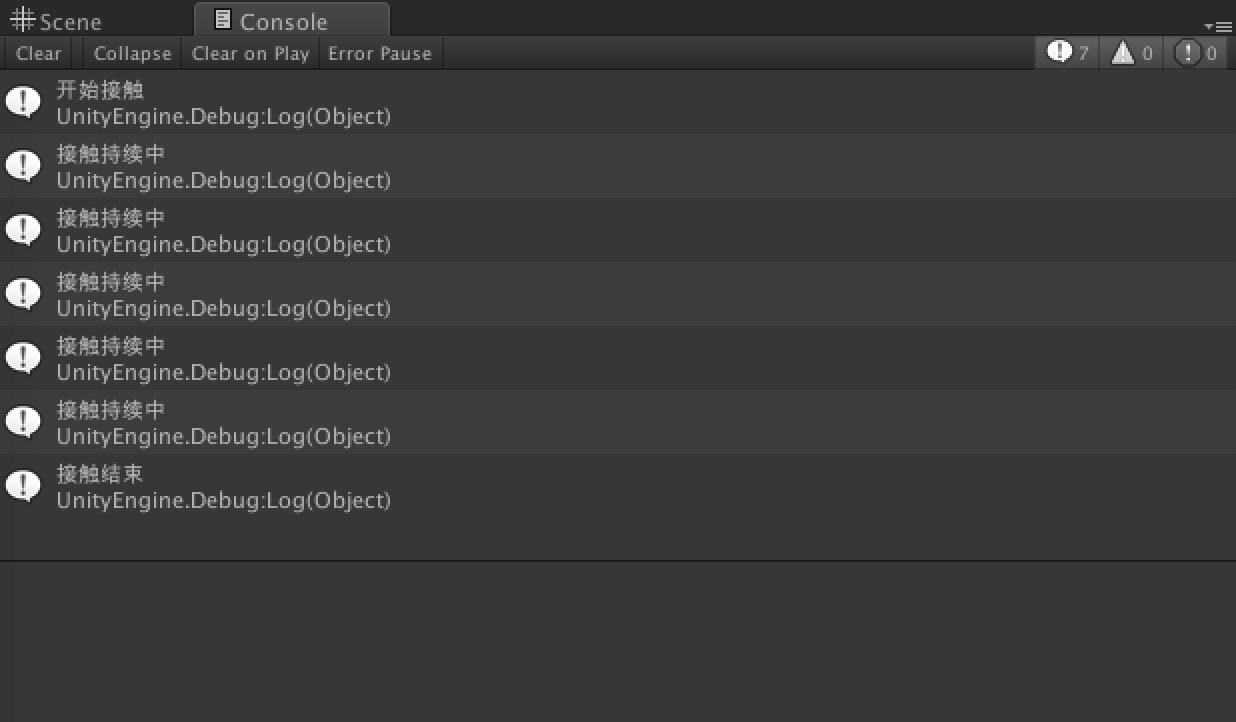 Scene Console
Clear Collapse Clear on Play Error Pause 7 0 0
开始接触
UnityEngine.Debug:Log(Object)
接触持续中
UnityEngine.Debug:Log(Object)
接触持续中
UnityEngine.Debug:Log(Object)
接触持续中
UnityEngine.Debug:Log(Object)
接触持续中
UnityEngine.Debug:Log(Object)
接触持续中
UnityEngine.Debug:Log(Object)
接触结束
UnityEngine.Debug:Log(Object)